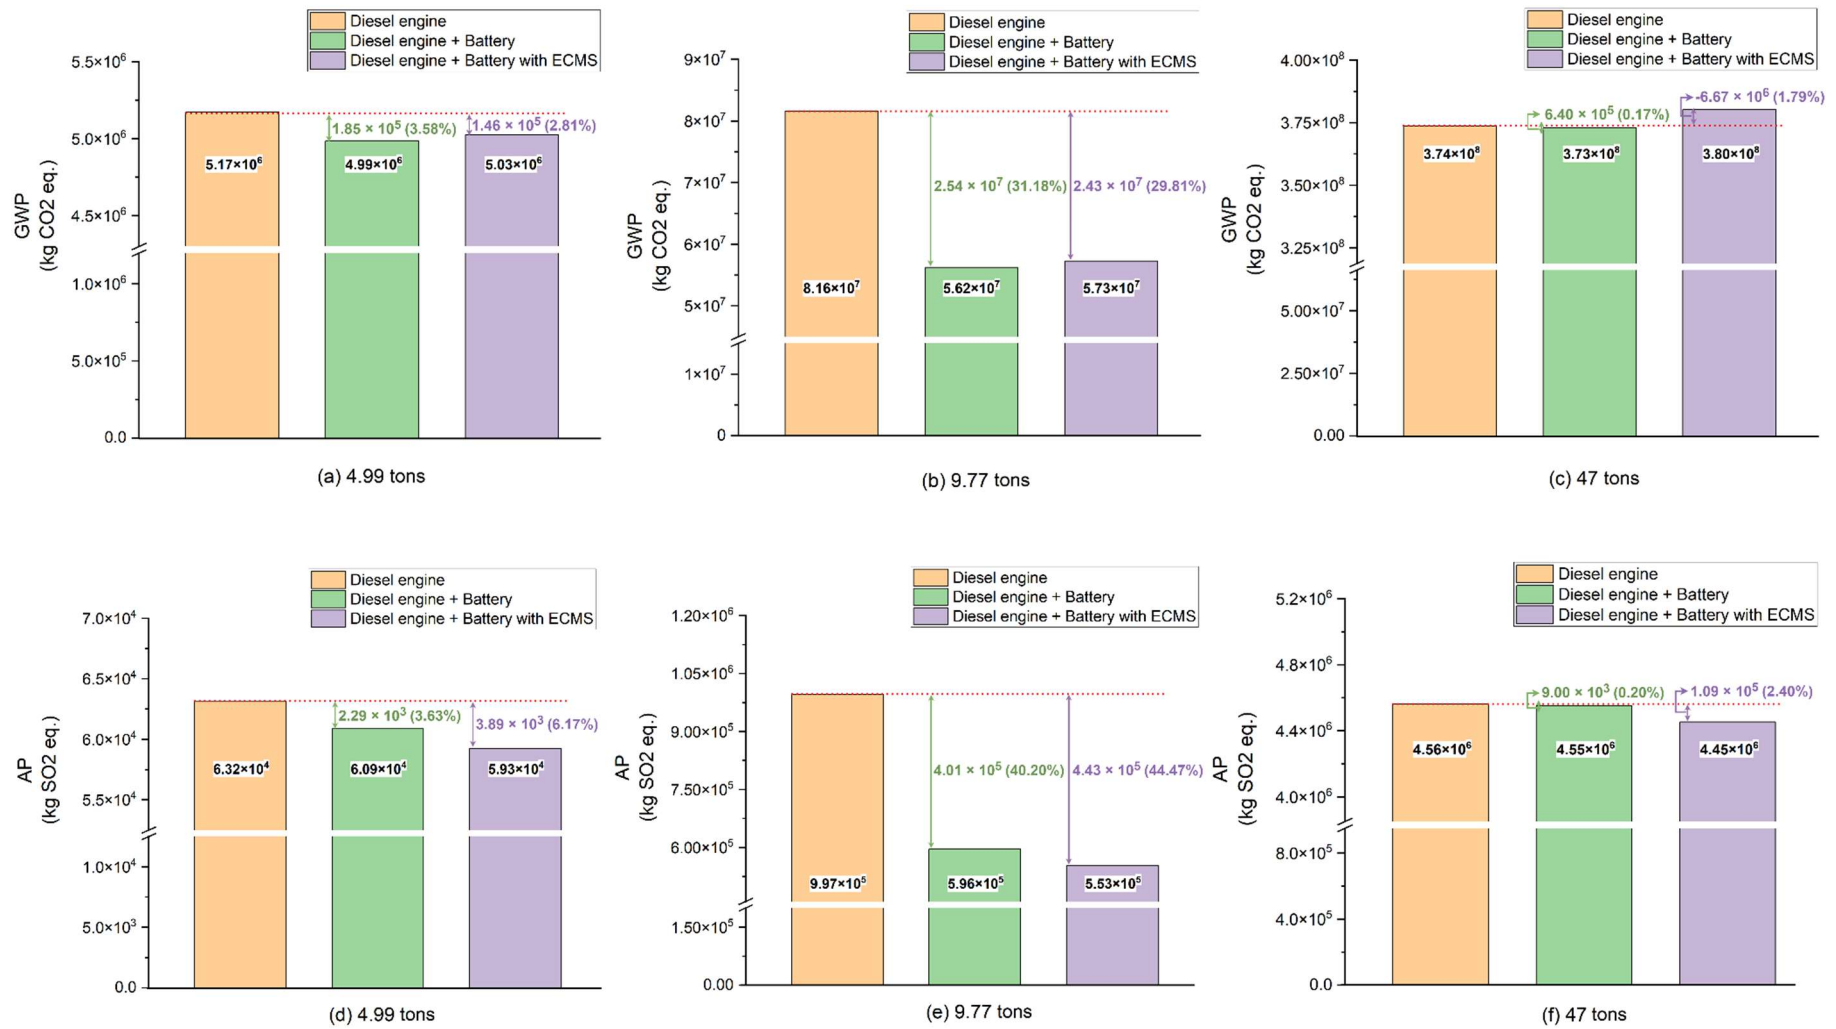 Diesel engine
Diesel engine + Battery
Diesel engine + Battery with ECMS
5.5×10⁶
5.0×10⁶
4.5×10⁶
1.0×10⁶
5.0×10⁵
0.0
GWP
(kg CO2 eq.)
1.85 × 10⁵ (3.58%)
1.46 × 10⁵ (2.81%)
5.17×10⁶
4.99×10⁶
5.03×10⁶
(a) 4.99 tons
Diesel engine
Diesel engine + Battery
Diesel engine + Battery with ECMS
9×10⁷
8×10⁷
7×10⁷
6×10⁷
5×10⁷
1×10⁷
0
GWP
(kg CO2 eq.)
2.54 × 10⁷ (31.18%)
2.43 × 10⁷ (29.81%)
8.16×10⁷
5.62×10⁷
5.73×10⁷
(b) 9.77 tons
Diesel engine
Diesel engine + Battery
Diesel engine + Battery with ECMS
4.00×10⁸
3.75×10⁸
3.50×10⁸
3.25×10⁸
5.00×10⁷
2.50×10⁷
0.00
GWP
(kg CO2 eq.)
6.40 × 10⁵ (0.17%)
-6.67 × 10⁶ (1.79%)
3.74×10⁸
3.73×10⁸
3.80×10⁸
(c) 47 tons
Diesel engine
Diesel engine + Battery
Diesel engine + Battery with ECMS
7.0×10⁴
6.5×10⁴
6.0×10⁴
5.5×10⁴
1.0×10⁴
5.0×10³
0.0
AP
(kg SO2 eq.)
2.29 × 10³ (3.63%)
3.89 × 10³ (6.17%)
6.32×10⁴
6.09×10⁴
5.93×10⁴
(d) 4.99 tons
Diesel engine
Diesel engine + Battery
Diesel engine + Battery with ECMS
1.20×10⁶
1.05×10⁶
9.00×10⁵
7.50×10⁵
6.00×10⁵
1.50×10⁵
0.00
AP
(kg SO2 eq.)
4.01 × 10⁵ (40.20%)
4.43 × 10⁵ (44.47%)
9.97×10⁵
5.96×10⁵
5.53×10⁵
(e) 9.77 tons
Diesel engine
Diesel engine + Battery
Diesel engine + Battery with ECMS
5.2×10⁶
4.8×10⁶
4.4×10⁶
4.0×10⁶
8.0×10⁵
4.0×10⁵
0.0
AP
(kg SO2 eq.)
9.00 × 10³ (0.20%)
1.09 × 10⁵ (2.40%)
4.56×10⁶
4.55×10⁶
4.45×10⁶
(f) 47 tons